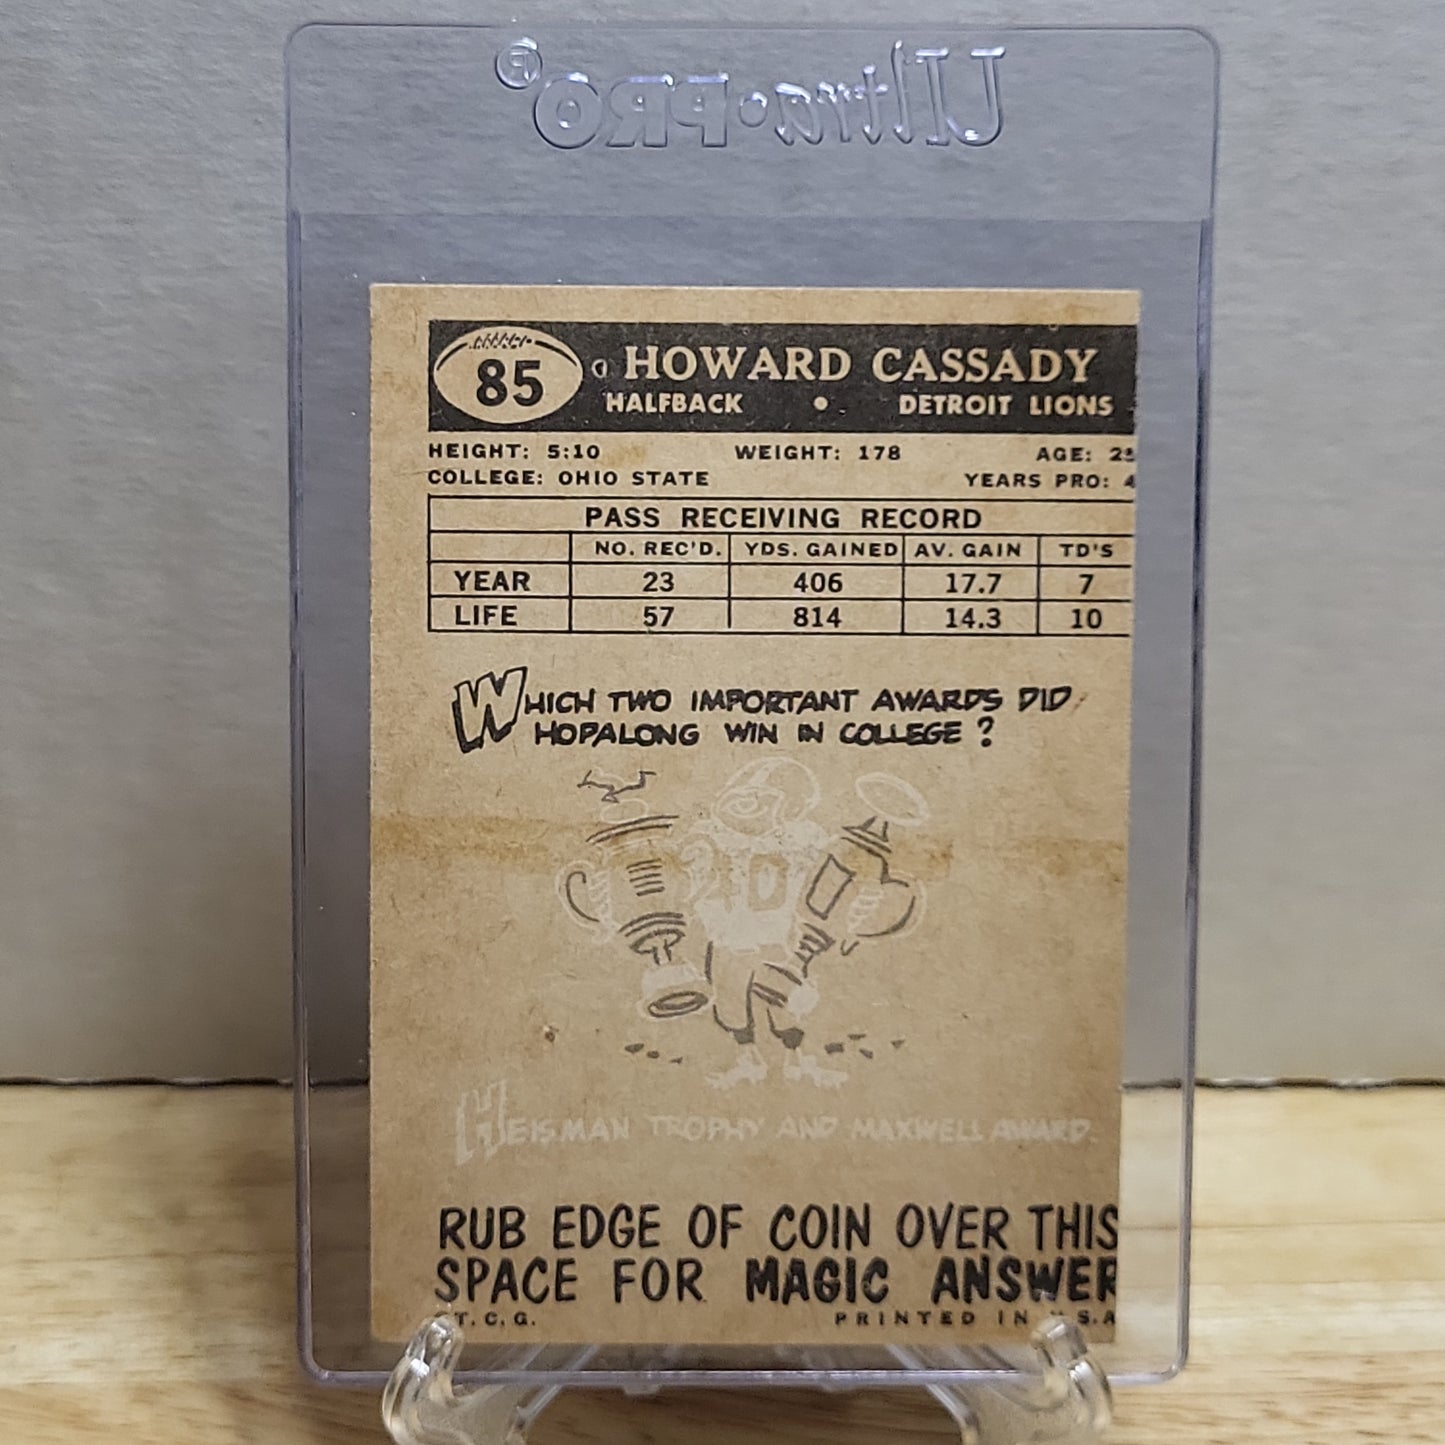 Ultra·PRO®
85 HOWARD CASSADY
HALFBACK • DETROIT LIONS
HEIGHT: 5:10 WEIGHT: 178 AGE:
COLLEGE: OHIO STATE YEARS PRO: 4
PASS RECEIVING RECORD
NO. REC'D. YDS. GAINED AV. GAIN TD'S
YEAR 23 406 17.7 7
LIFE 57 814 14.3 10
WHICH TWO IMPORTANT AWARDS DID
HOPALONG WIN IN COLLEGE?
20
HEISMAN TROPHY AND MAXWELL AWARD.
RUB EDGE OF COIN OVER THIS
SPACE FOR MAGIC ANSWER
T.C.G. PRINTED IN U.S.A